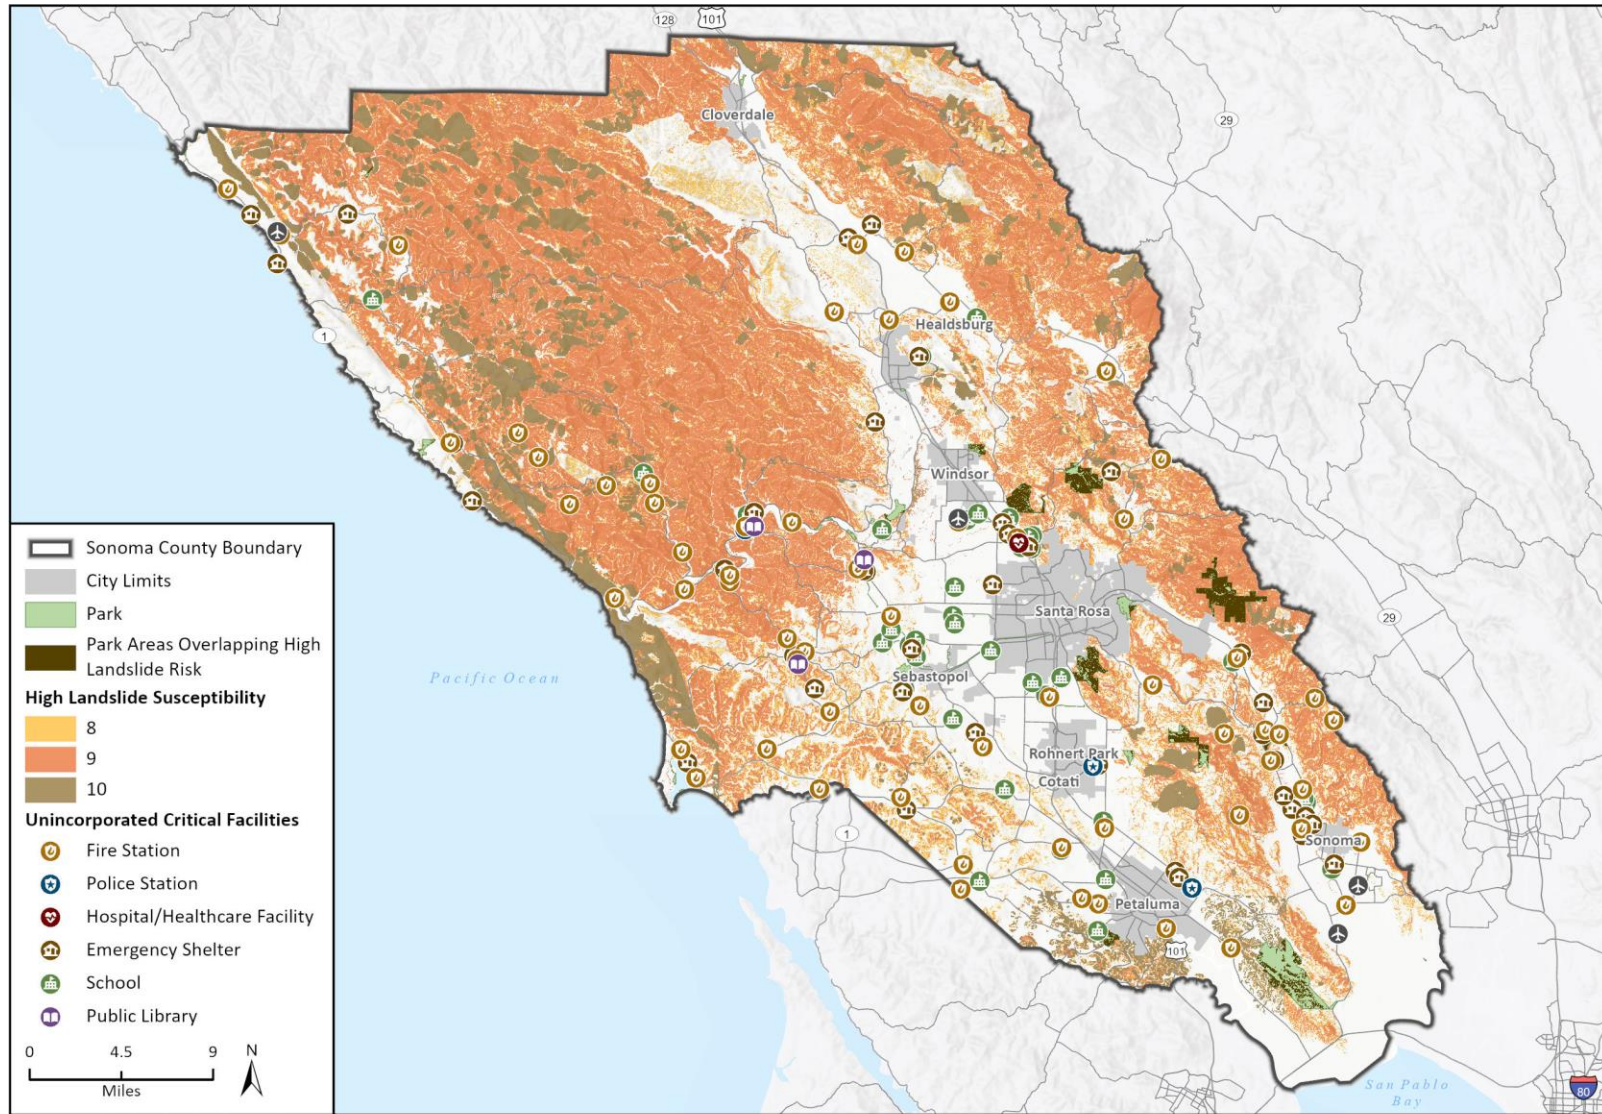 128
101
Cloverdale
29
1
Healdsburg
Windsor
Santa Rosa
29
Sebastopol
Pacific Ocean
Rohnert Park
Cotati
1
Sonoma
Petaluma
101
San Pablo
Bay
80
Sonoma County Boundary
City Limits
Park
Park Areas Overlapping High
Landslide Risk
High Landslide Susceptibility
8
9
10
Unincorporated Critical Facilities
Fire Station
Police Station
Hospital/Healthcare Facility
Emergency Shelter
School
Public Library
0 4.5 9
Miles
N